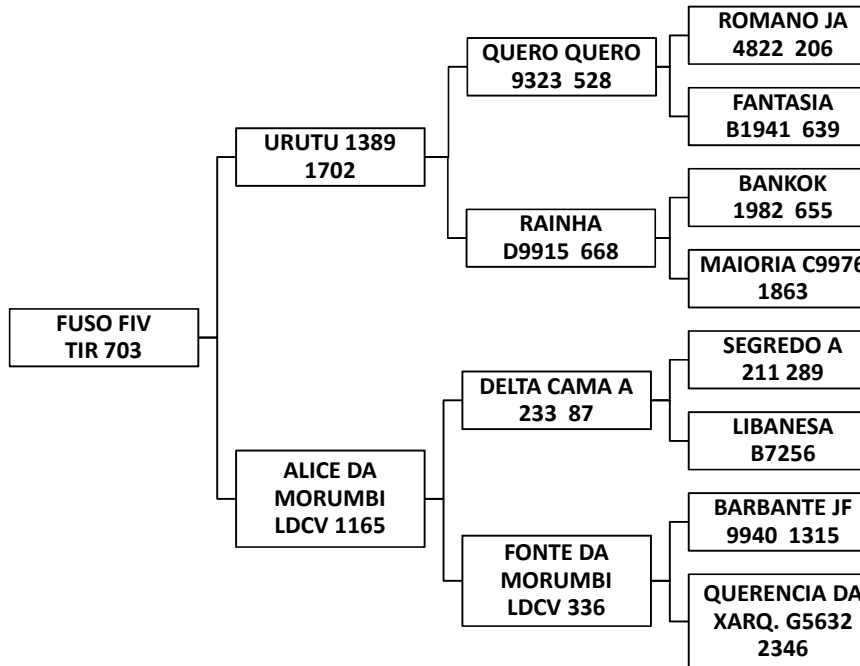 FUSO FIV
TIR 703
URUTU 1389
1702
ALICE DA
MORUMBI
LDCV 1165
QUERO QUERO
9323 528
RAINHA
D9915 668
DELTA CAMA A
233 87
FONTE DA
MORUMBI
LDCV 336
ROMANO JA
4822 206
FANTASIA
B1941 639
BANKOK
1982 655
MAIORIA C9976
1863
SEGREDO A
211 289
LIBANESA
B7256
BARBANTE JF
9940 1315
QUERENCIA DA
XARQ. G5632
2346